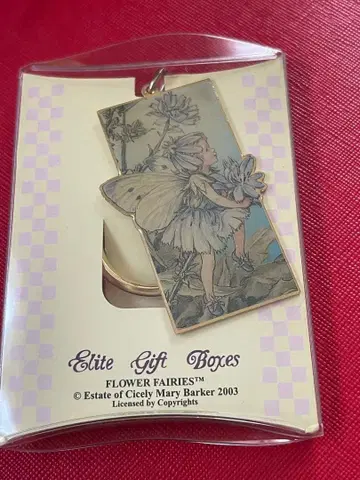 Elite Gift Boxes
FLOWER FAIRIES™
© Estate of Cicely Mary Barker 2003
Licensed by Copyrights